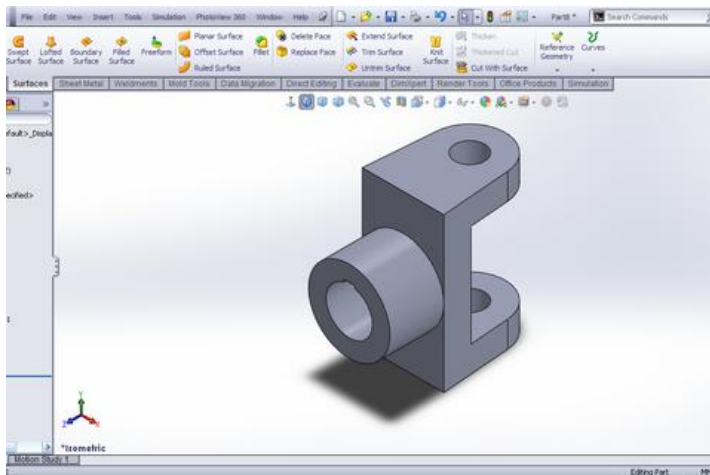 File Edit View Insert Tools Simulation PhotoView 360 Window Help Part8 * Search Commands
Swept Surface Lofted Surface Boundary Surface Filled Surface Freeform Planar Surface Offset Surface Ruled Surface Fillet Delete Face Replace Face Extend Surface Trim Surface Untrim Surface Knit Surface Thicken Thickened Cut Cut With Surface Reference Geometry Curves
Surfaces Sheet Metal Weldments Mold Tools Data Migration Direct Editing Evaluate DimXpert Render Tools Office Products Simulation
efault>_Displa
ecified>
Y
Z X
*Isometric
Motion Study 1
Editing Part